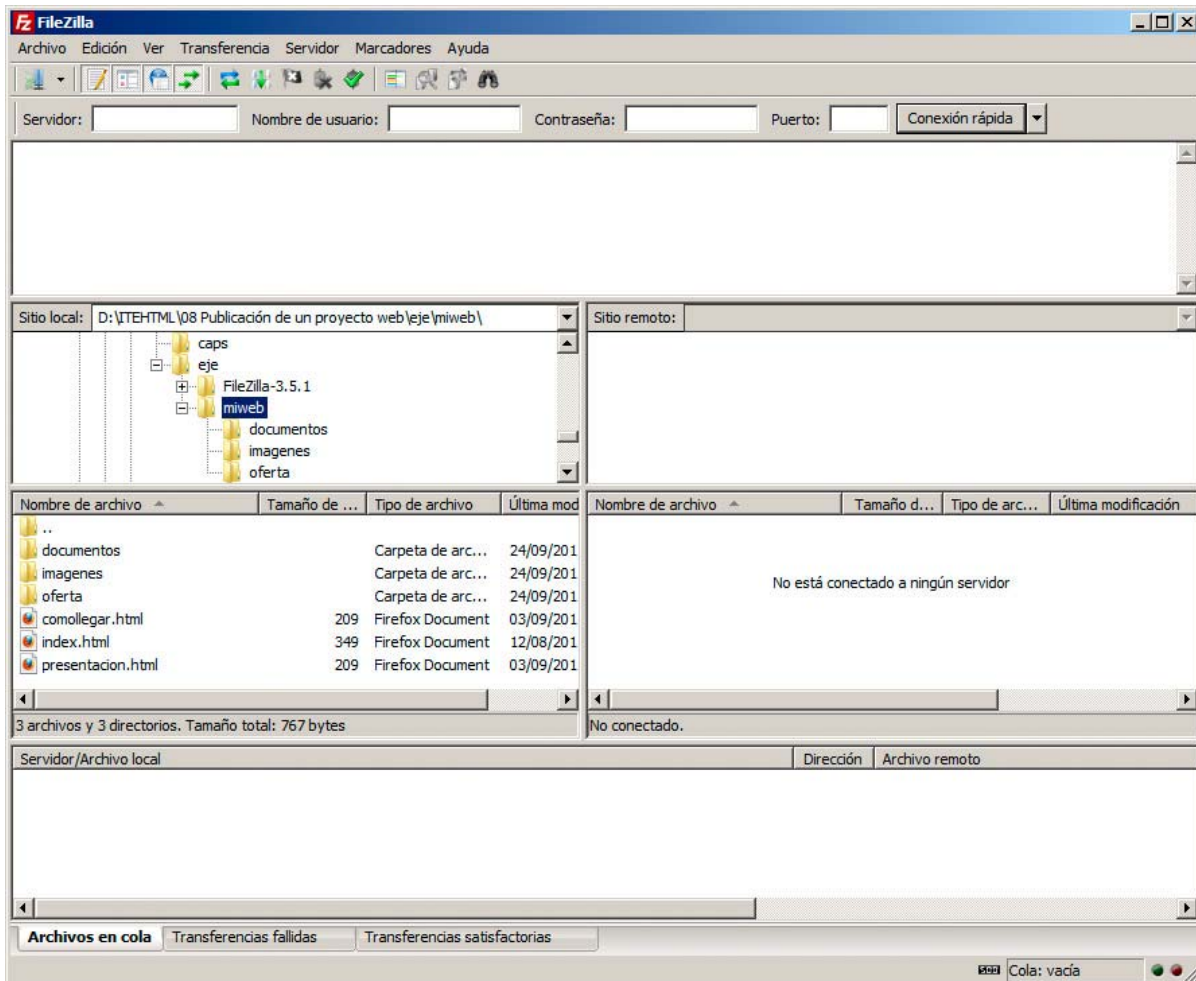 FileZilla
Archivo Edición Ver Transferencia Servidor Marcadores Ayuda
Servidor: Nombre de usuario: Contraseña: Puerto: Conexión rápida
Sitio local: D:\ITEHTML\08 Publicación de un proyecto web\eje\miweb\
caps
eje
FileZilla-3.5.1
miweb
documentos
imagenes
oferta
Sitio remoto:
Nombre de archivo Tamaño de ... Tipo de archivo Última mod
..
documentos Carpeta de arc... 24/09/201
imagenes Carpeta de arc... 24/09/201
oferta Carpeta de arc... 24/09/201
comollegar.html 209 Firefox Document 03/09/201
index.html 349 Firefox Document 12/08/201
presentacion.html 209 Firefox Document 03/09/201
3 archivos y 3 directorios. Tamaño total: 767 bytes
Nombre de archivo Tamaño d... Tipo de arc... Última modificación
No está conectado a ningún servidor
No conectado.
Servidor/Archivo local Dirección Archivo remoto
Archivos en cola Transferencias fallidas Transferencias satisfactorias
Cola: vacía